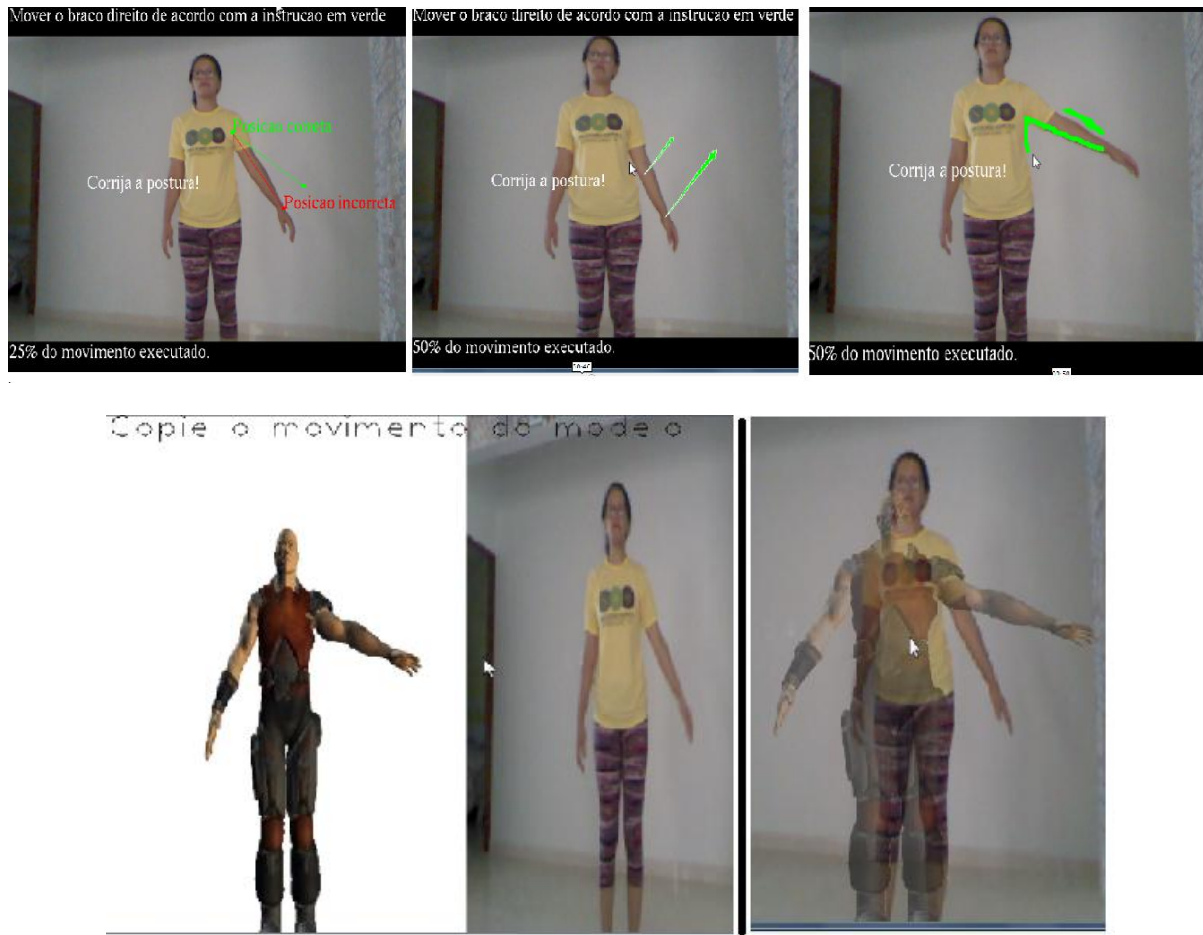 Mover o braco direito de acordo com a instrucao em verde
Posicao correta
Corrija a postura!
Posicao incorreta
25% do movimento executado.
Mover o braco direito de acordo com a instrucao em verde
Corrija a postura!
50% do movimento executado.
Corrija a postura!
50% do movimento executado.
Copie o movimento do mode o